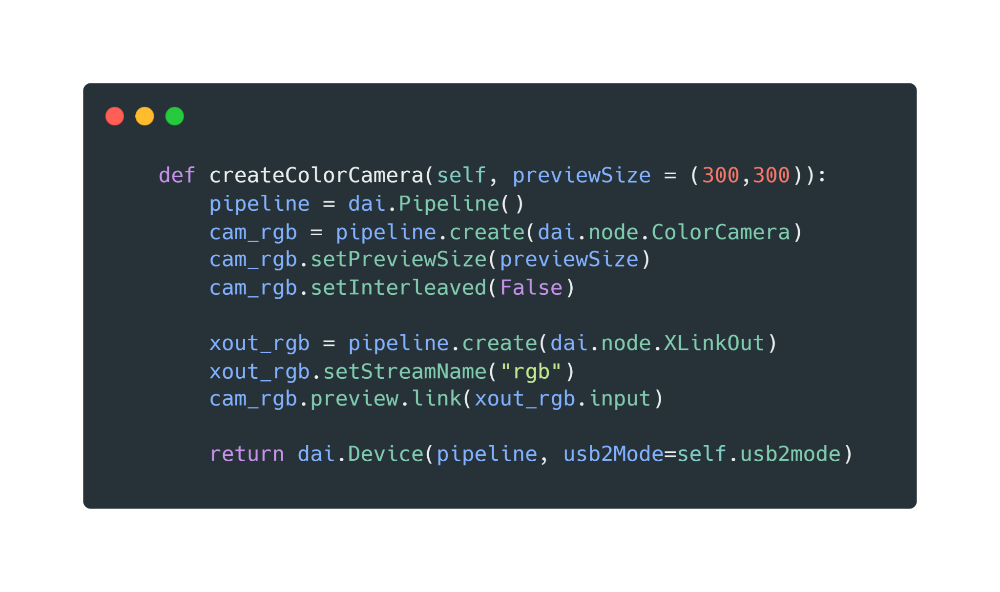 def createColorCamera(self, previewSize = (300,300)):
    pipeline = dai.Pipeline()
    cam_rgb = pipeline.create(dai.node.ColorCamera)
    cam_rgb.setPreviewSize(previewSize)
    cam_rgb.setInterleaved(False)

    xout_rgb = pipeline.create(dai.node.XLinkOut)
    xout_rgb.setStreamName("rgb")
    cam_rgb.preview.link(xout_rgb.input)

    return dai.Device(pipeline, usb2Mode=self.usb2mode)